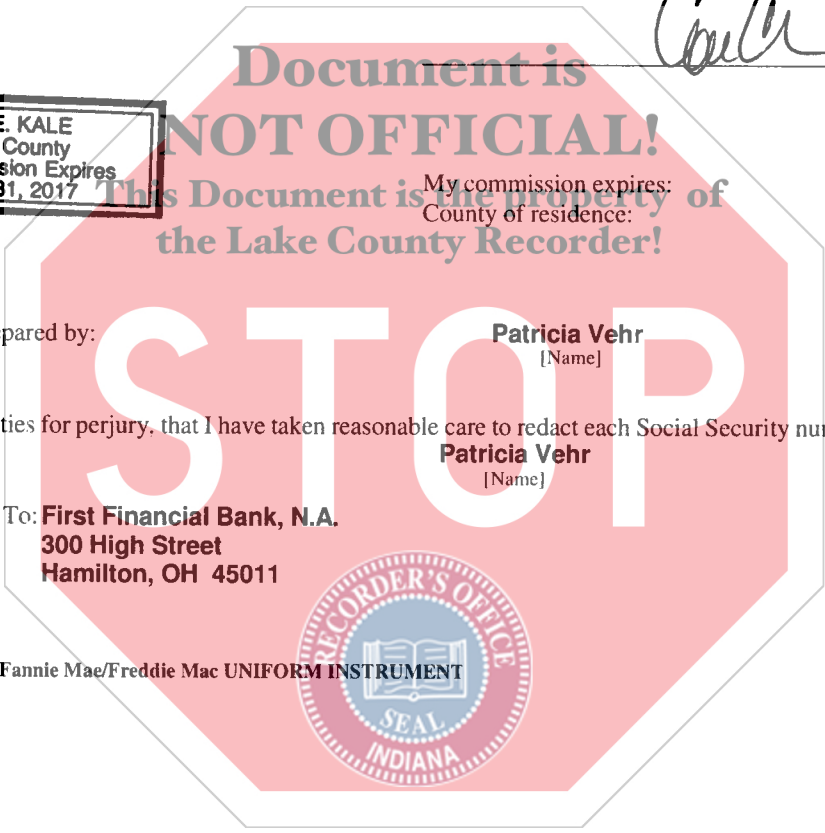 Document is
NOT OFFICIAL!
This Document is the property of
the Lake County Recorder!
. KALE
County
sion Expires
31, 2017
My commission expires:
County of residence:
pared by:
Patricia Vehr
[Name]
STOP
ties for perjury, that I have taken reasonable care to redact each Social Security nu
Patricia Vehr
[Name]
To: First Financial Bank, N.A.
300 High Street
Hamilton, OH 45011
RECORDER'S OFFICE
SEAL
INDIANA
Fannie Mae/Freddie Mac UNIFORM INSTRUMENT